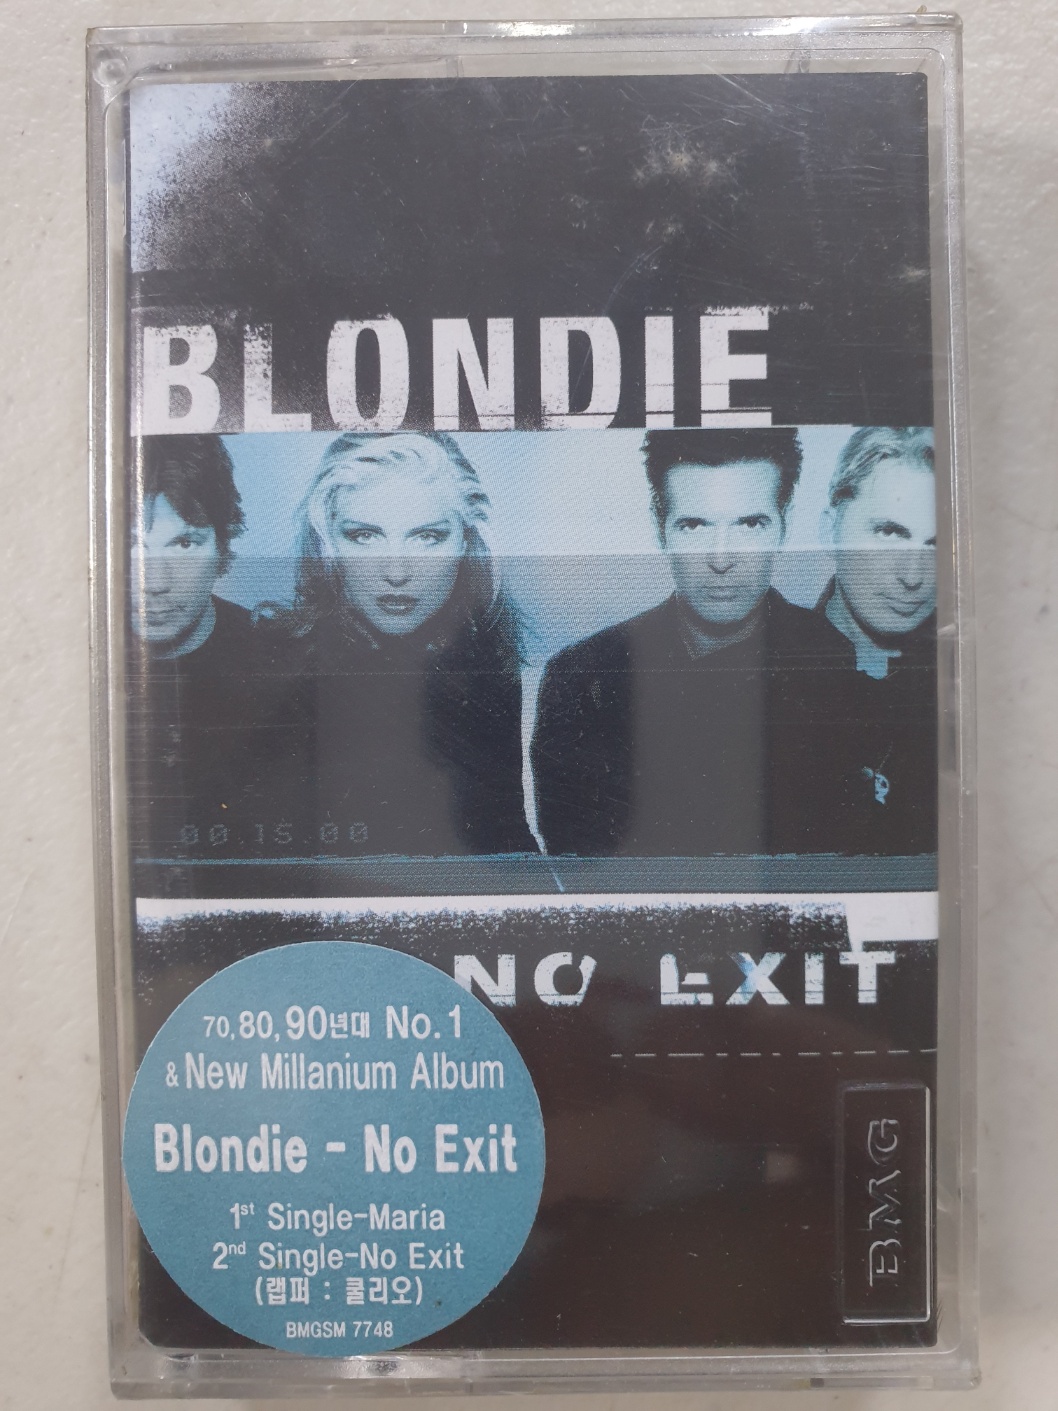 BLONDIE
00.15.00
NO EXIT
70, 80, 90년대 No.1
& New Millanium Album
Blondie - No Exit
1st Single-Maria
2nd Single-No Exit
(랩퍼 : 쿨리오)
BMGSM 7748
BMG